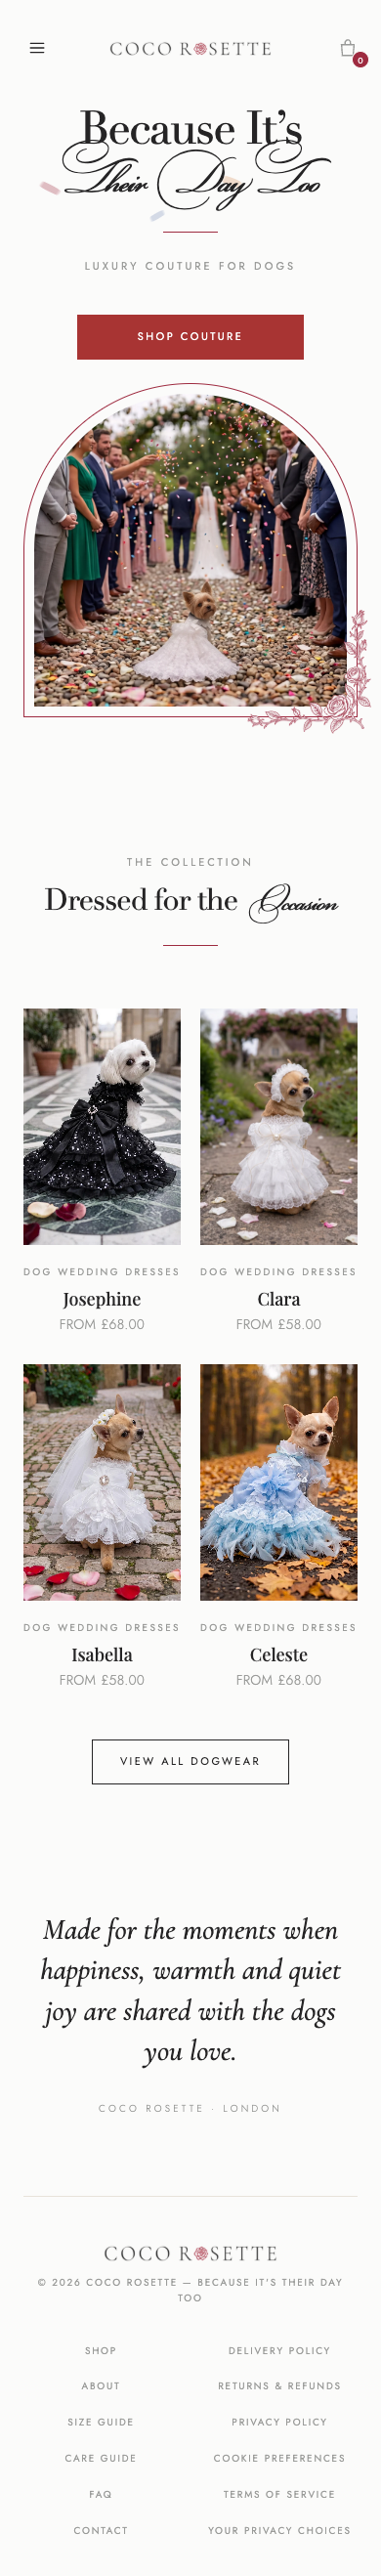 COCO ROSETTE
0
Because It's
Their Day Too
LUXURY COUTURE FOR DOGS
SHOP COUTURE
THE COLLECTION
Dressed for the Occasion
DOG WEDDING DRESSES
Josephine
FROM £68.00
DOG WEDDING DRESSES
Clara
FROM £58.00
DOG WEDDING DRESSES
Isabella
FROM £58.00
DOG WEDDING DRESSES
Celeste
FROM £68.00
VIEW ALL DOGWEAR
Made for the moments when
happiness, warmth and quiet
joy are shared with the dogs
you love.
COCO ROSETTE · LONDON
COCO ROSETTE
© 2026 COCO ROSETTE — BECAUSE IT'S THEIR DAY
TOO
SHOP
ABOUT
SIZE GUIDE
CARE GUIDE
FAQ
CONTACT
DELIVERY POLICY
RETURNS & REFUNDS
PRIVACY POLICY
COOKIE PREFERENCES
TERMS OF SERVICE
YOUR PRIVACY CHOICES